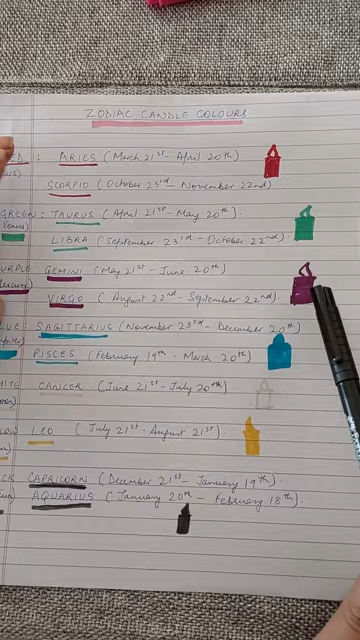 ZODIAC CANDLE COLOURS
: ARIES (March 21st - April 20th)
SCORPIO (October 23rd - November 22nd)
GREEN : TAURUS (April 21st - May 20th)
Venus) LIBRA (September 23rd - October 22nd)
GEMINI (May 21st - June 20th)
VIRGO (August 22nd - September 22nd)
SAGITTARIUS (November 23rd - December 20th)
PISCES (February 19th - March 20th)
CANCER (June 21st - July 20th)
LEO (July 21st - August 21st)
CAPRICORN (December 21st - January 19th)
AQUARIUS (January 20th - February 18th)